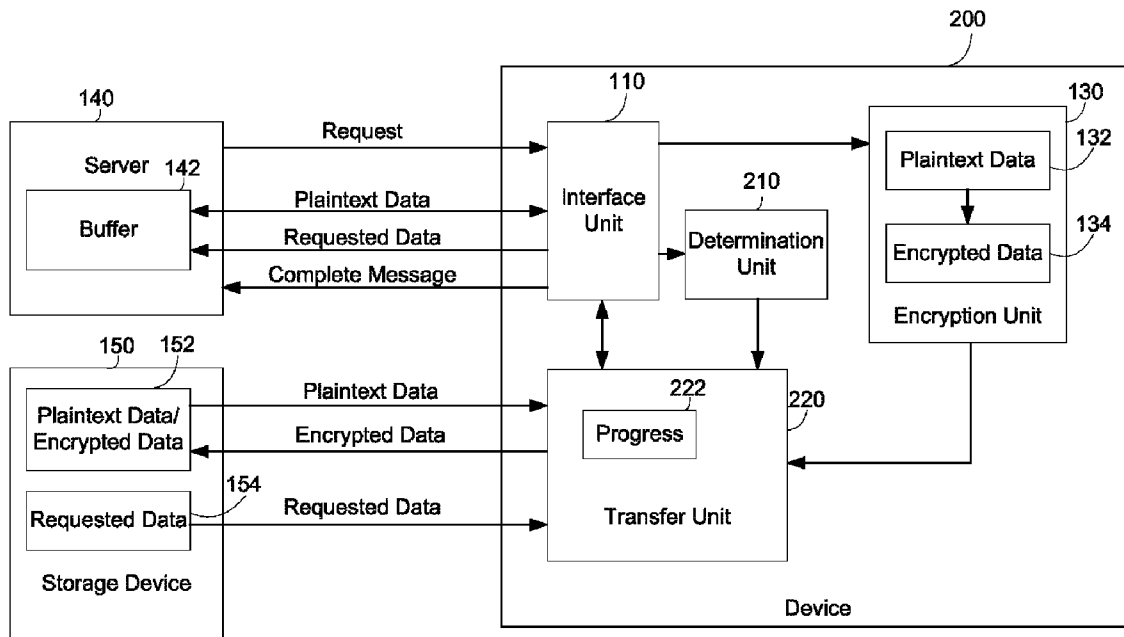 200
140
Server
142
Buffer
Request
Plaintext Data
Requested Data
Complete Message
110
Interface
Unit
210
Determination
Unit
130
132
Plaintext Data
134
Encrypted Data
Encryption Unit
150
152
Plaintext Data/
Encrypted Data
154
Requested Data
Storage Device
Plaintext Data
Encrypted Data
Requested Data
222
Progress
220
Transfer Unit
Device